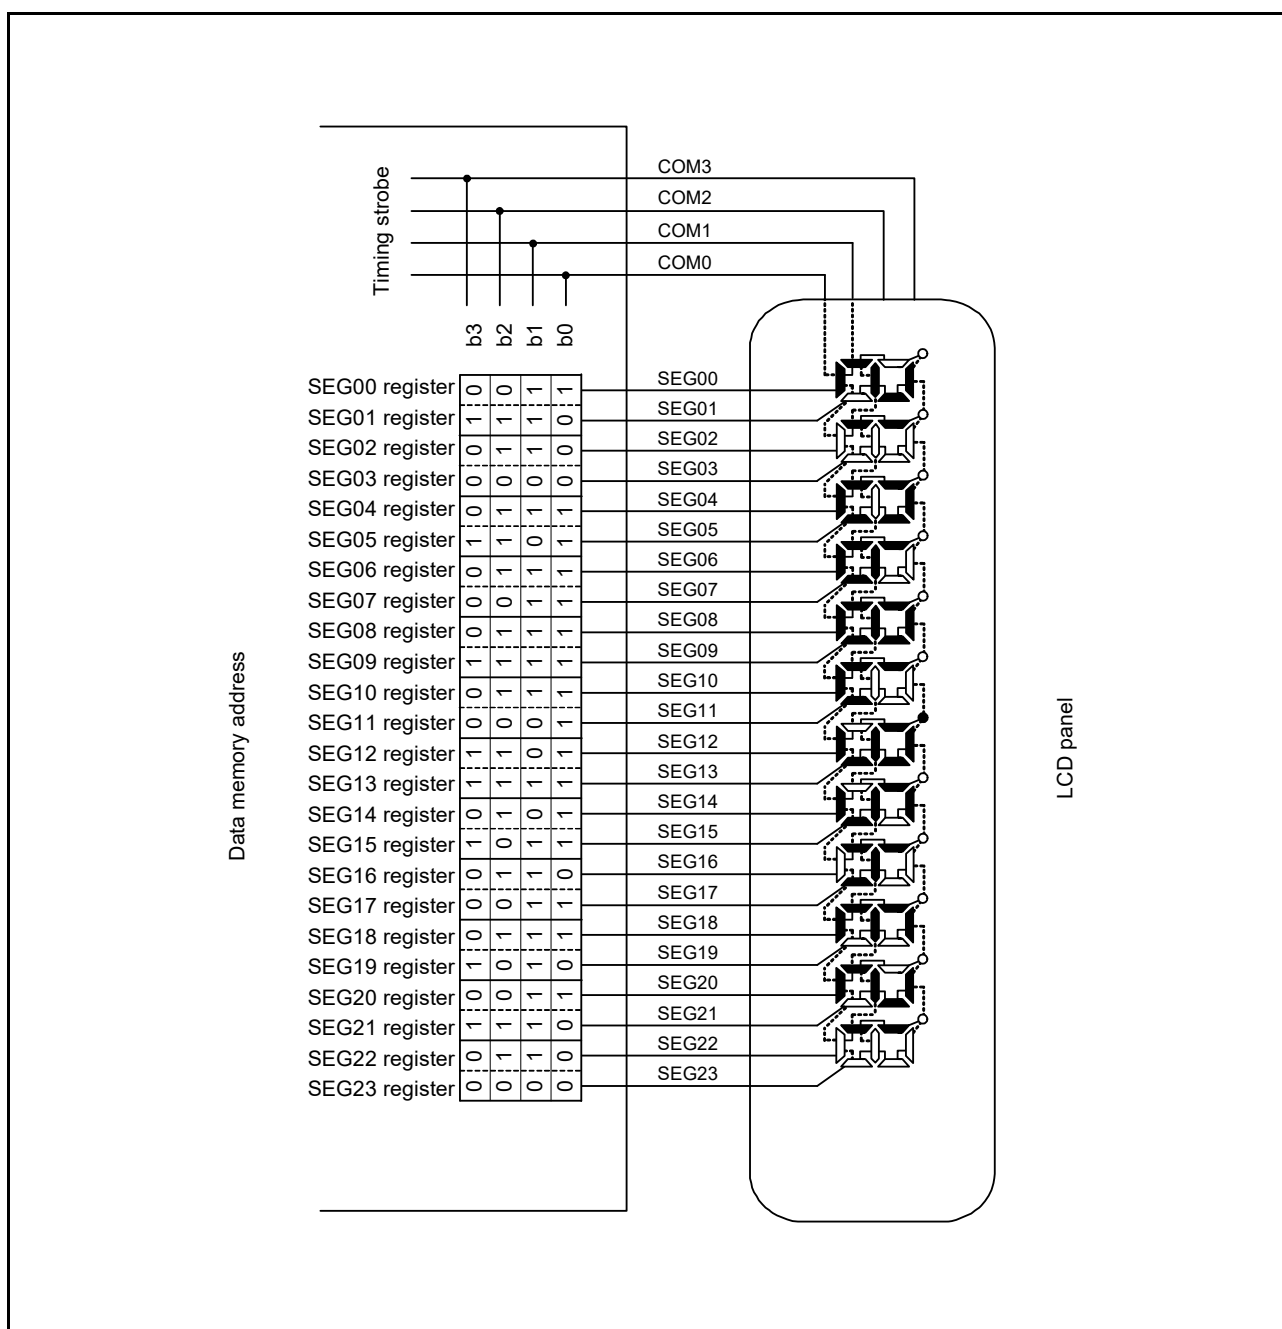 COM3
COM2
COM1
COM0
Timing strobe
b3 b2 b1 b0
SEG00 register 0 0 1 1 SEG00
SEG01 register 1 1 1 0 SEG01
SEG02 register 0 1 1 0 SEG02
SEG03 register 0 0 0 0 SEG03
SEG04 register 0 1 1 1 SEG04
SEG05 register 1 1 0 1 SEG05
SEG06 register 0 1 1 1 SEG06
SEG07 register 0 0 1 1 SEG07
SEG08 register 0 1 1 1 SEG08
SEG09 register 1 1 1 1 SEG09
SEG10 register 0 1 1 1 SEG10
SEG11 register 0 0 0 1 SEG11
SEG12 register 1 1 0 1 SEG12
SEG13 register 1 1 1 1 SEG13
SEG14 register 0 1 0 1 SEG14
SEG15 register 1 0 1 1 SEG15
SEG16 register 0 1 1 0 SEG16
SEG17 register 0 0 1 1 SEG17
SEG18 register 0 1 1 1 SEG18
SEG19 register 1 0 1 0 SEG19
SEG20 register 0 0 1 1 SEG20
SEG21 register 1 1 1 0 SEG21
SEG22 register 0 1 1 0 SEG22
SEG23 register 0 0 0 0 SEG23
Data memory address
LCD panel